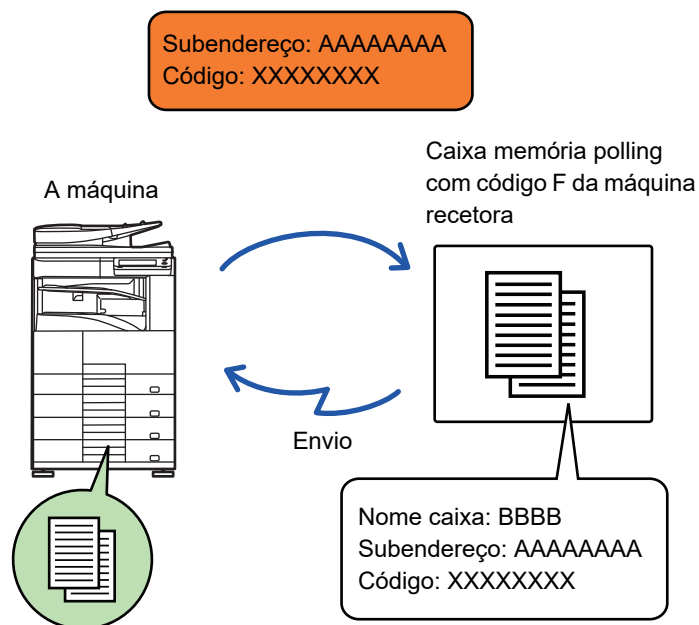 Subendereço: AAAAAAAA
Código: XXXXXXXX
Caixa memória polling
com código F da máquina
recetora
A máquina
Envio
Nome caixa: BBBB
Subendereço: AAAAAAAA
Código: XXXXXXXX